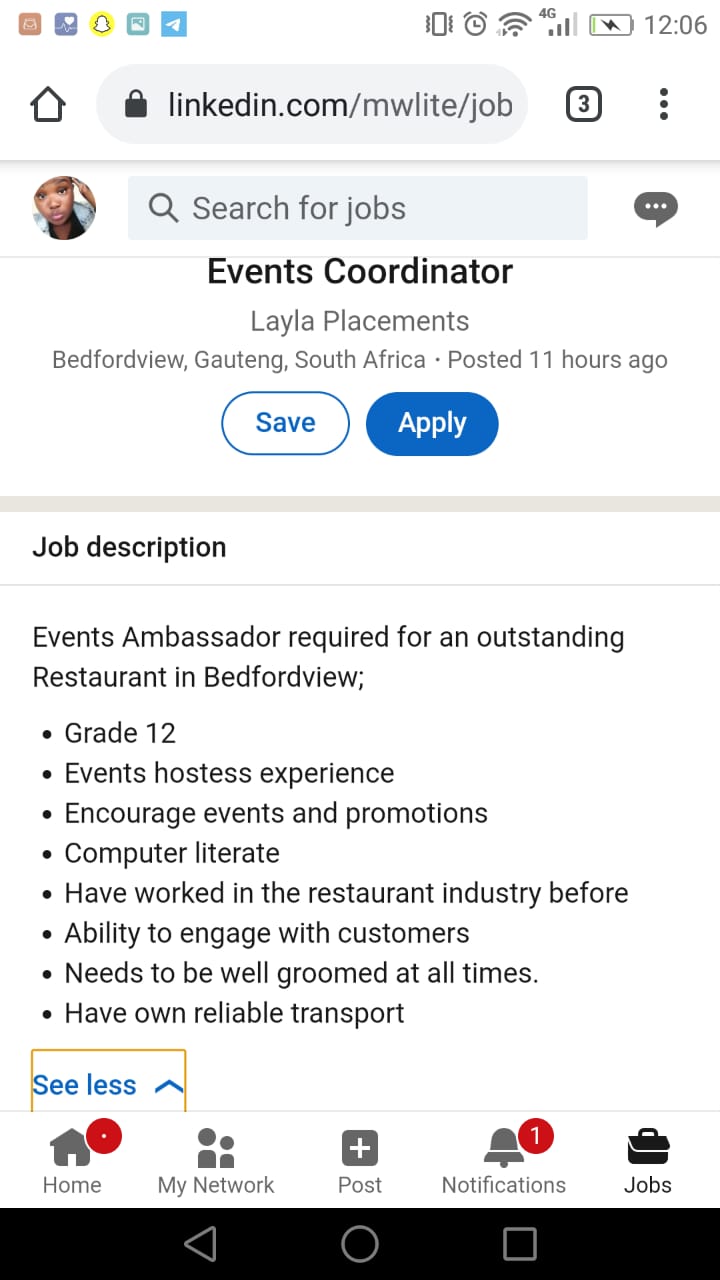 4G 12:06
linkedin.com/mwlite/job 3
Search for jobs
Events Coordinator
Layla Placements
Bedfordview, Gauteng, South Africa · Posted 11 hours ago
Save Apply
Job description
Events Ambassador required for an outstanding
Restaurant in Bedfordview;
• Grade 12
• Events hostess experience
• Encourage events and promotions
• Computer literate
• Have worked in the restaurant industry before
• Ability to engage with customers
• Needs to be well groomed at all times.
• Have own reliable transport
See less
1
Home My Network Post Notifications Jobs